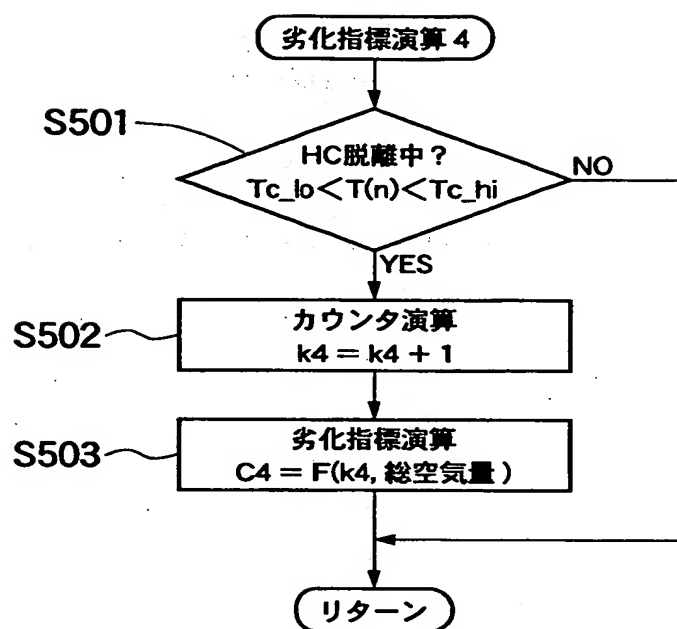 劣化指標演算 4
S501
HC脱離中?
Tc_lo<T(n)<Tc_hi
NO
YES
S502
カウンタ演算
k4 = k4 + 1
S503
劣化指標演算
C4 = F(k4, 総空気量)
リターン